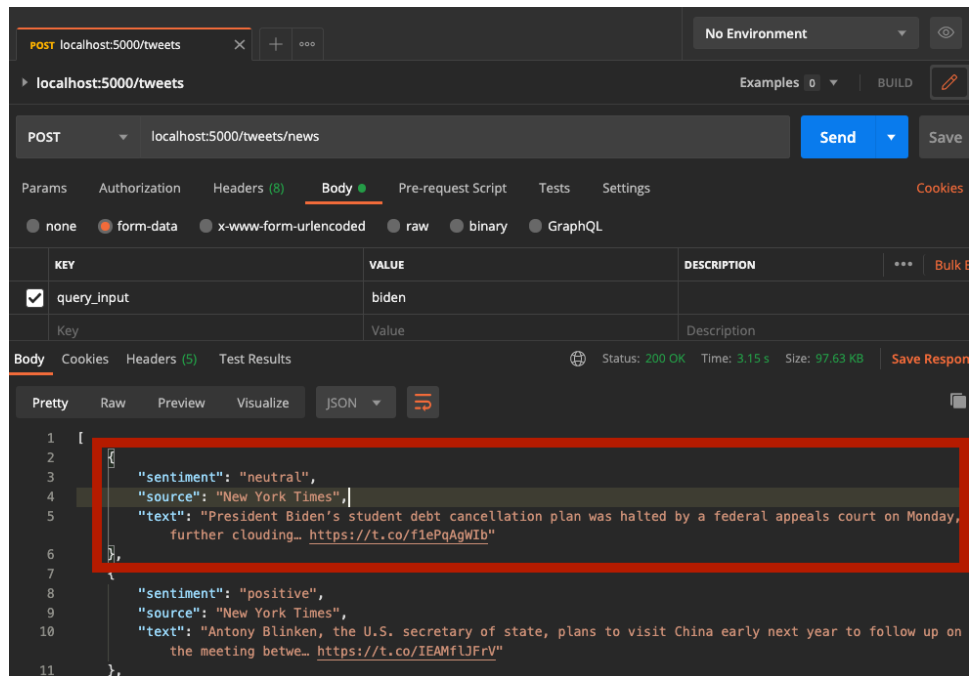 POST localhost:5000/tweets
No Environment
localhost:5000/tweets
Examples 0
BUILD
POST
localhost:5000/tweets/news
Send
Save
Params Authorization Headers (8) Body Pre-request Script Tests Settings Cookies
none form-data x-www-form-urlencoded raw binary GraphQL
KEY VALUE DESCRIPTION Bulk E
query_input biden
Key Value Description
Body Cookies Headers (5) Test Results Status: 200 OK Time: 3.15 s Size: 97.63 KB Save Respon
Pretty Raw Preview Visualize JSON
1 [
2 {
3 "sentiment": "neutral",
4 "source": "New York Times",
5 "text": "President Biden’s student debt cancellation plan was halted by a federal appeals court on Monday,
further clouding… https://t.co/f1ePqAgWIb"
6 },
7 {
8 "sentiment": "positive",
9 "source": "New York Times",
10 "text": "Antony Blinken, the U.S. secretary of state, plans to visit China early next year to follow up on
the meeting betwe… https://t.co/IEAMflJFrV"
11 },